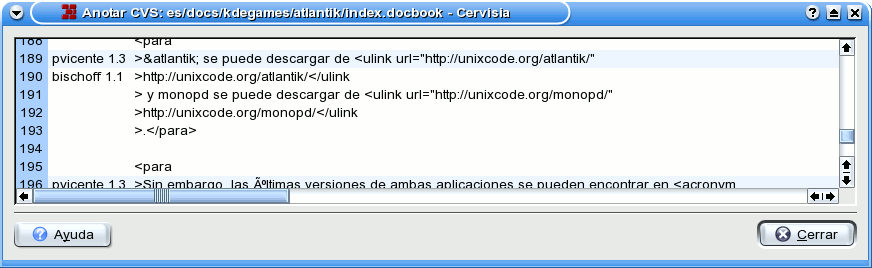 Anotar CVS: es/docs/kdegames/atlantik/index.docbook - Cervisia
188 <para
189 pvicente 1.3 >&atlantik; se puede descargar de <ulink url="http://unixcode.org/atlantik/"
190 bischoff 1.1 >http://unixcode.org/atlantik/</ulink
191 > y monopd se puede descargar de <ulink url="http://unixcode.org/monopd/"
192 >http://unixcode.org/monopd/</ulink
193 >.</para>
194
195 <para
196 pvicente 1.3 >Sin embargo, las Ãºltimas versiones de ambas aplicaciones se pueden encontrar en <acronym
Ayuda
Cerrar